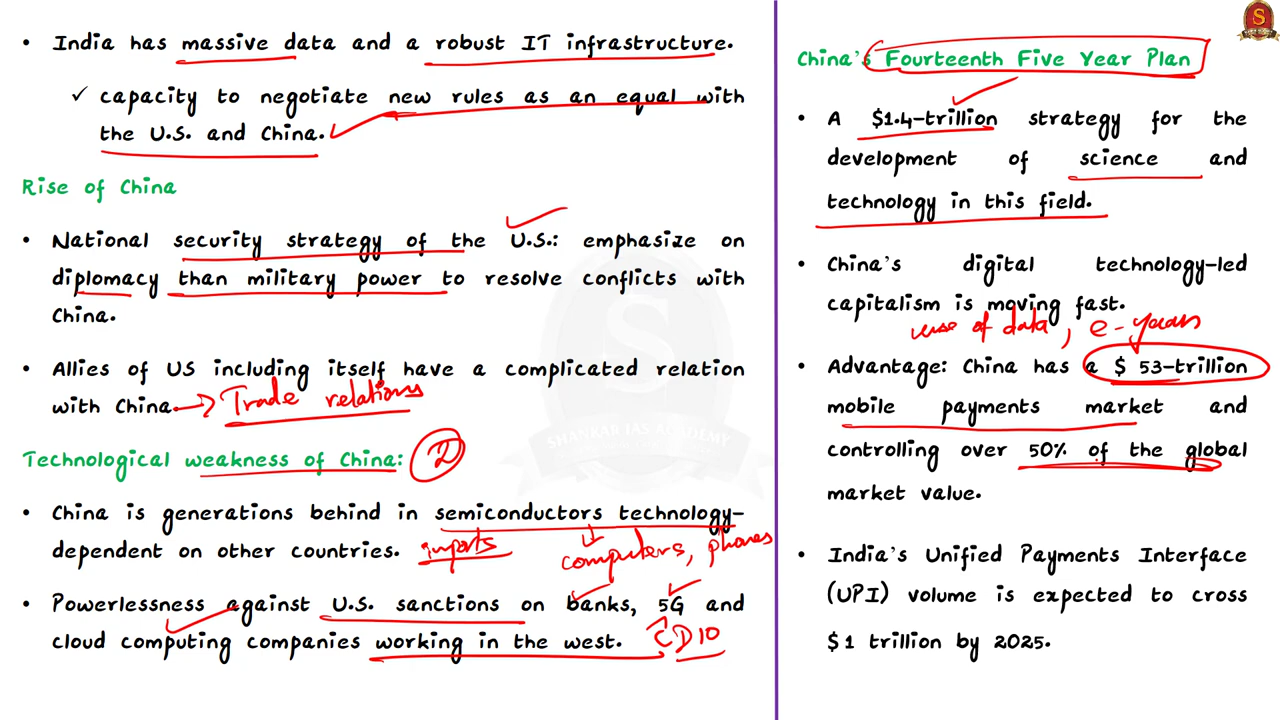 • India has massive data and a robust IT infrastructure.
✓ capacity to negotiate new rules as an equal with
the U.S. and China.
Rise of China
• National security strategy of the U.S.: emphasize on
diplomacy than military power to resolve conflicts with
China.
• Allies of US including itself have a complicated relation
with China → Trade relations
Technological weakness of China: 2
• China is generations behind in semiconductors technology-
dependent on other countries. imports
computers, phones
• Powerlessness against U.S. sanctions on banks, 5G and
cloud computing companies working in the west.
SHANKAR IAS ACADEMY
China's Fourteenth Five Year Plan
• A $1.4-trillion strategy for the
development of science and
technology in this field.
• China's digital technology-led
capitalism is moving fast.
use of data, e-yuan
• Advantage: China has a $ 53-trillion
mobile payments market and
controlling over 50% of the global
market value.
• India's Unified Payments Interface
(UPI) volume is expected to cross
$1 trillion by 2025.